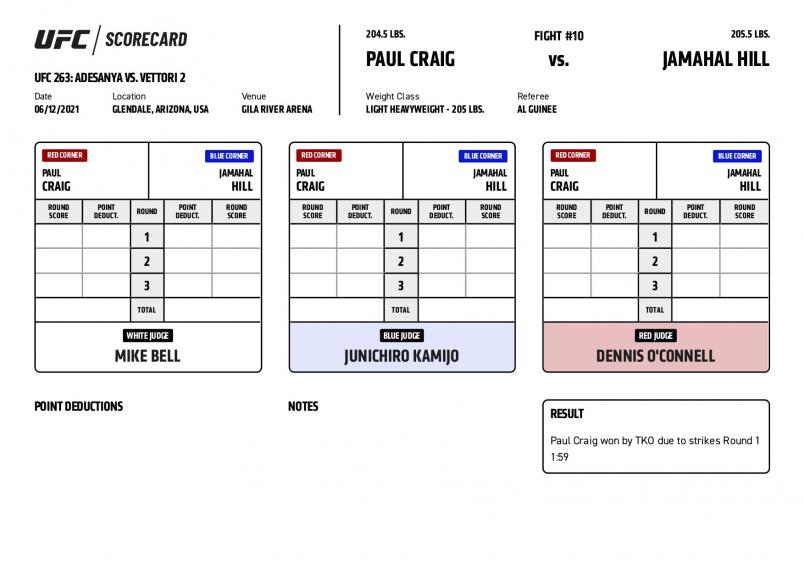 UFC / SCORECARD
UFC 263: ADESANYA VS. VETTORI 2
Date Location Venue
06/12/2021 GLENDALE, ARIZONA, USA GILA RIVER ARENA
204.5 LBS. FIGHT #10 205.5 LBS.
PAUL CRAIG VS. JAMAHAL HILL
Weight Class Referee
LIGHT HEAVYWEIGHT - 205 LBS. AL GUINEE
RED CORNER BLUE CORNER
PAUL JAMAHAL
CRAIG HILL
ROUND SCORE POINT DEDUCT. ROUND POINT DEDUCT. ROUND SCORE
1
2
3
TOTAL
WHITE JUDGE
MIKE BELL
RED CORNER BLUE CORNER
PAUL JAMAHAL
CRAIG HILL
ROUND SCORE POINT DEDUCT. ROUND POINT DEDUCT. ROUND SCORE
1
2
3
TOTAL
BLUE JUDGE
JUNICHIRO KAMIJO
RED CORNER BLUE CORNER
PAUL JAMAHAL
CRAIG HILL
ROUND SCORE POINT DEDUCT. ROUND POINT DEDUCT. ROUND SCORE
1
2
3
TOTAL
RED JUDGE
DENNIS O'CONNELL
POINT DEDUCTIONS
NOTES
RESULT
Paul Craig won by TKO due to strikes Round 1
1:59